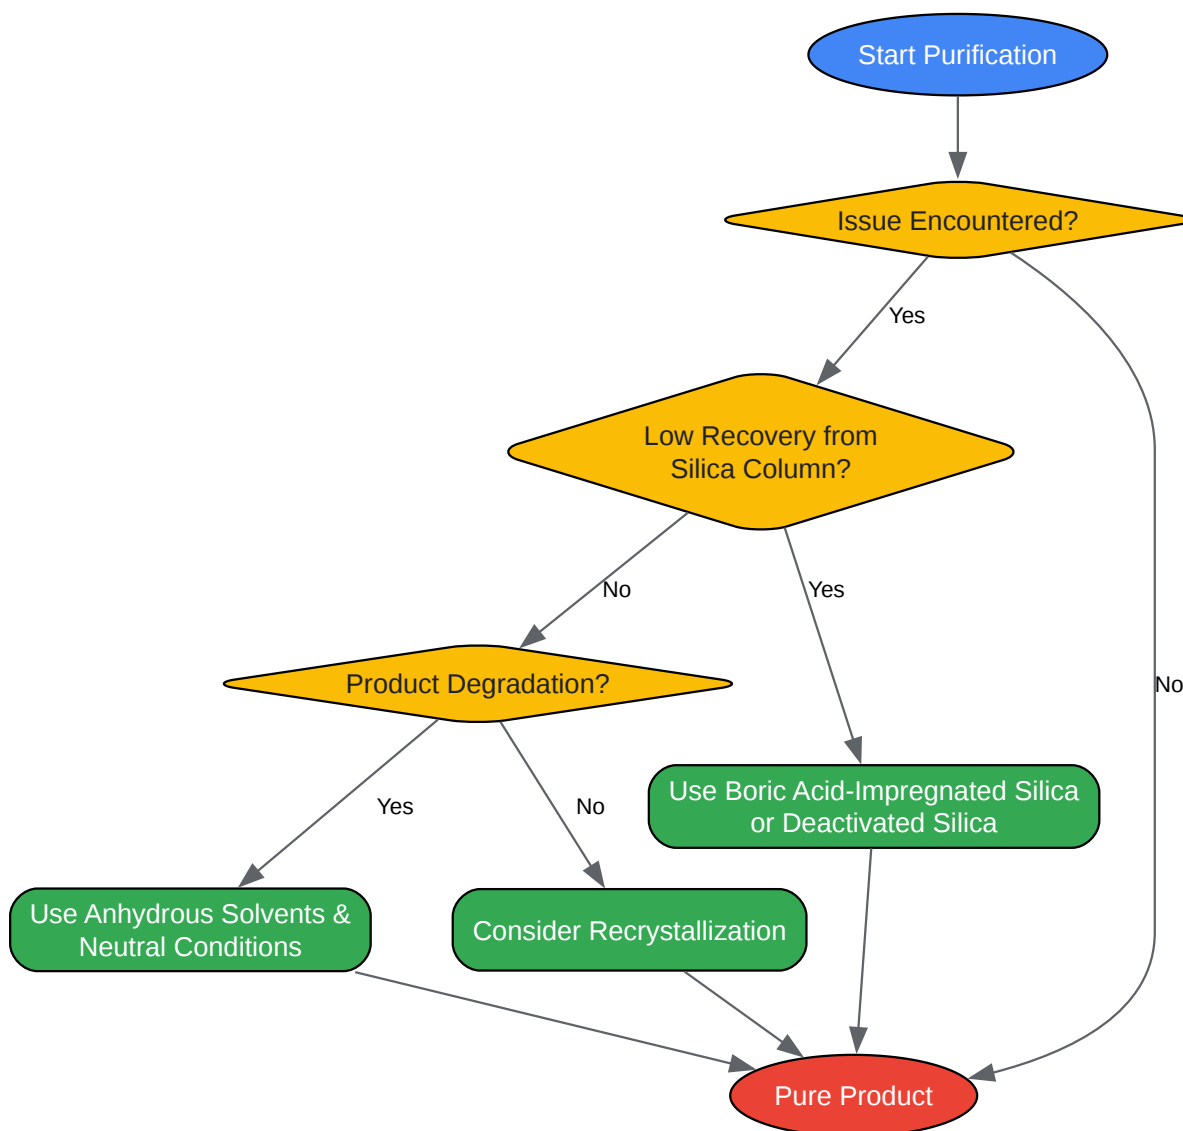 Start Purification
Issue Encountered?
Yes
Low Recovery from
Silica Column?
No
Yes
Product Degradation?
No
Use Boric Acid-Impregnated Silica
or Deactivated Silica
Yes
No
Use Anhydrous Solvents &
Neutral Conditions
Consider Recrystallization
Pure Product